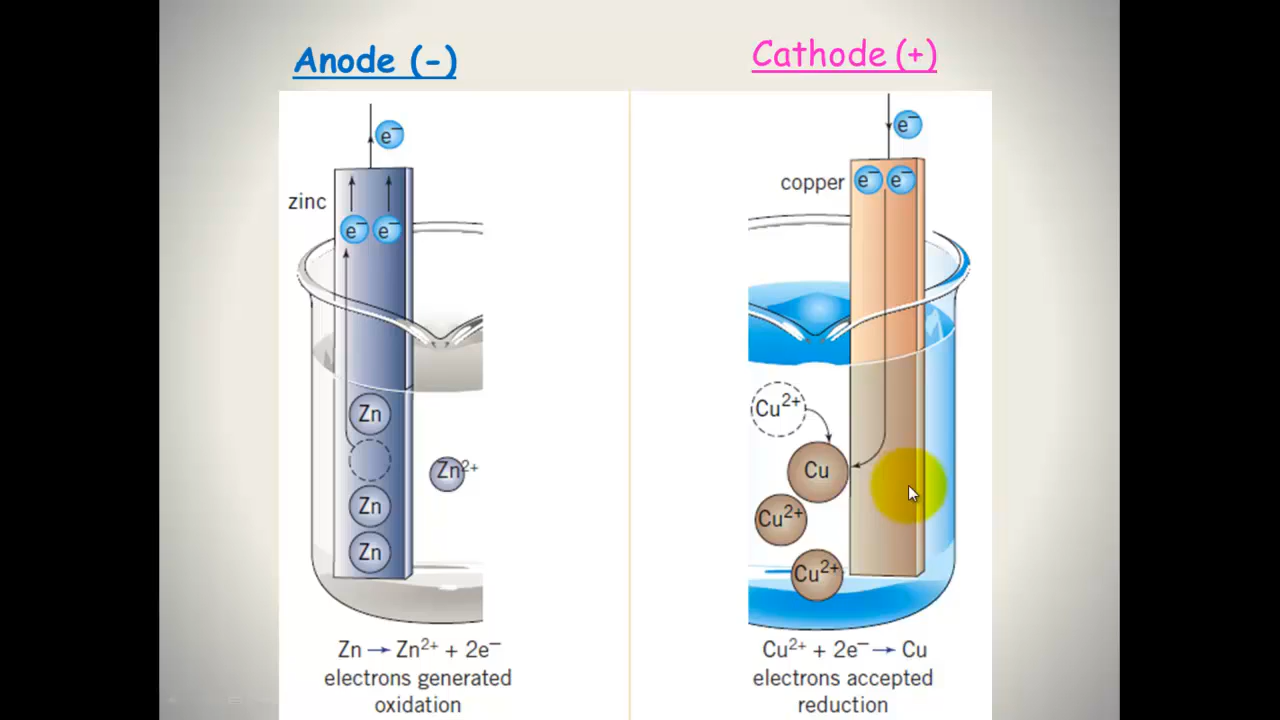 Anode (-)
Cathode (+)
e⁻
zinc
e⁻ e⁻
Zn
Zn²⁺
Zn
Zn
Zn → Zn²⁺ + 2e⁻
electrons generated
oxidation
e⁻
copper
e⁻ e⁻
Cu²⁺
Cu
Cu²⁺
Cu²⁺
Cu²⁺ + 2e⁻ → Cu
electrons accepted
reduction